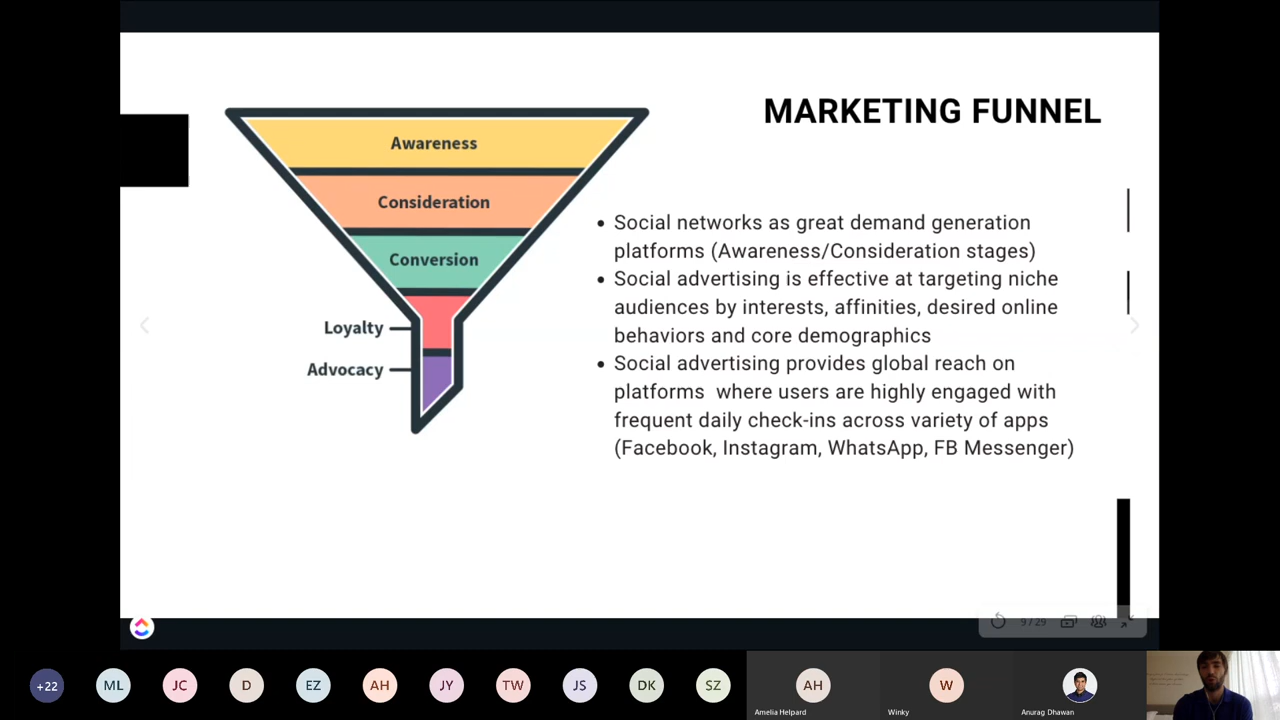 MARKETING FUNNEL
Awareness
Consideration
Conversion
Loyalty
Advocacy
• Social networks as great demand generation
platforms (Awareness/Consideration stages)
• Social advertising is effective at targeting niche
audiences by interests, affinities, desired online
behaviors and core demographics
• Social advertising provides global reach on
platforms  where users are highly engaged with
frequent daily check-ins across variety of apps
(Facebook, Instagram, WhatsApp, FB Messenger)
9 / 29
+22
ML
JC
D
EZ
AH
JY
TW
JS
DK
SZ
AH
Amelia Helpard
W
Winky
Anurag Dhawan